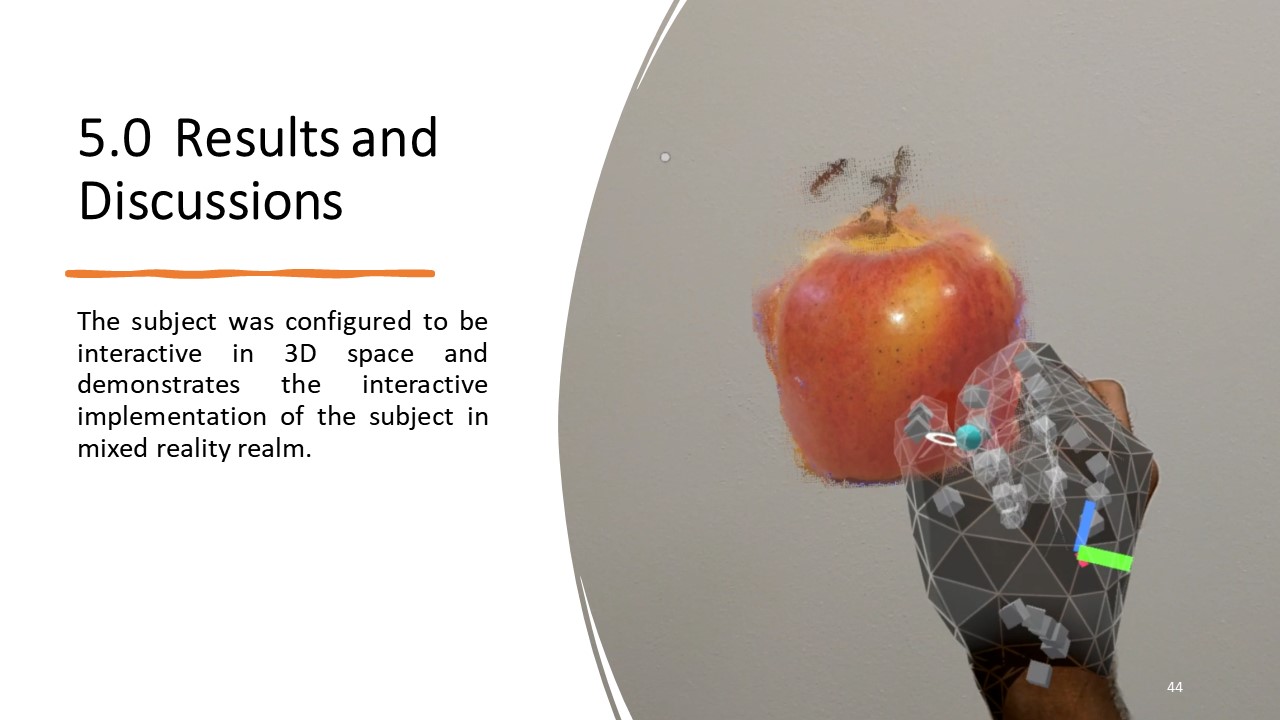 5.0 Results and
Discussions
The subject was configured to be
interactive in 3D space and
demonstrates the interactive
implementation of the subject in
mixed reality realm.
44